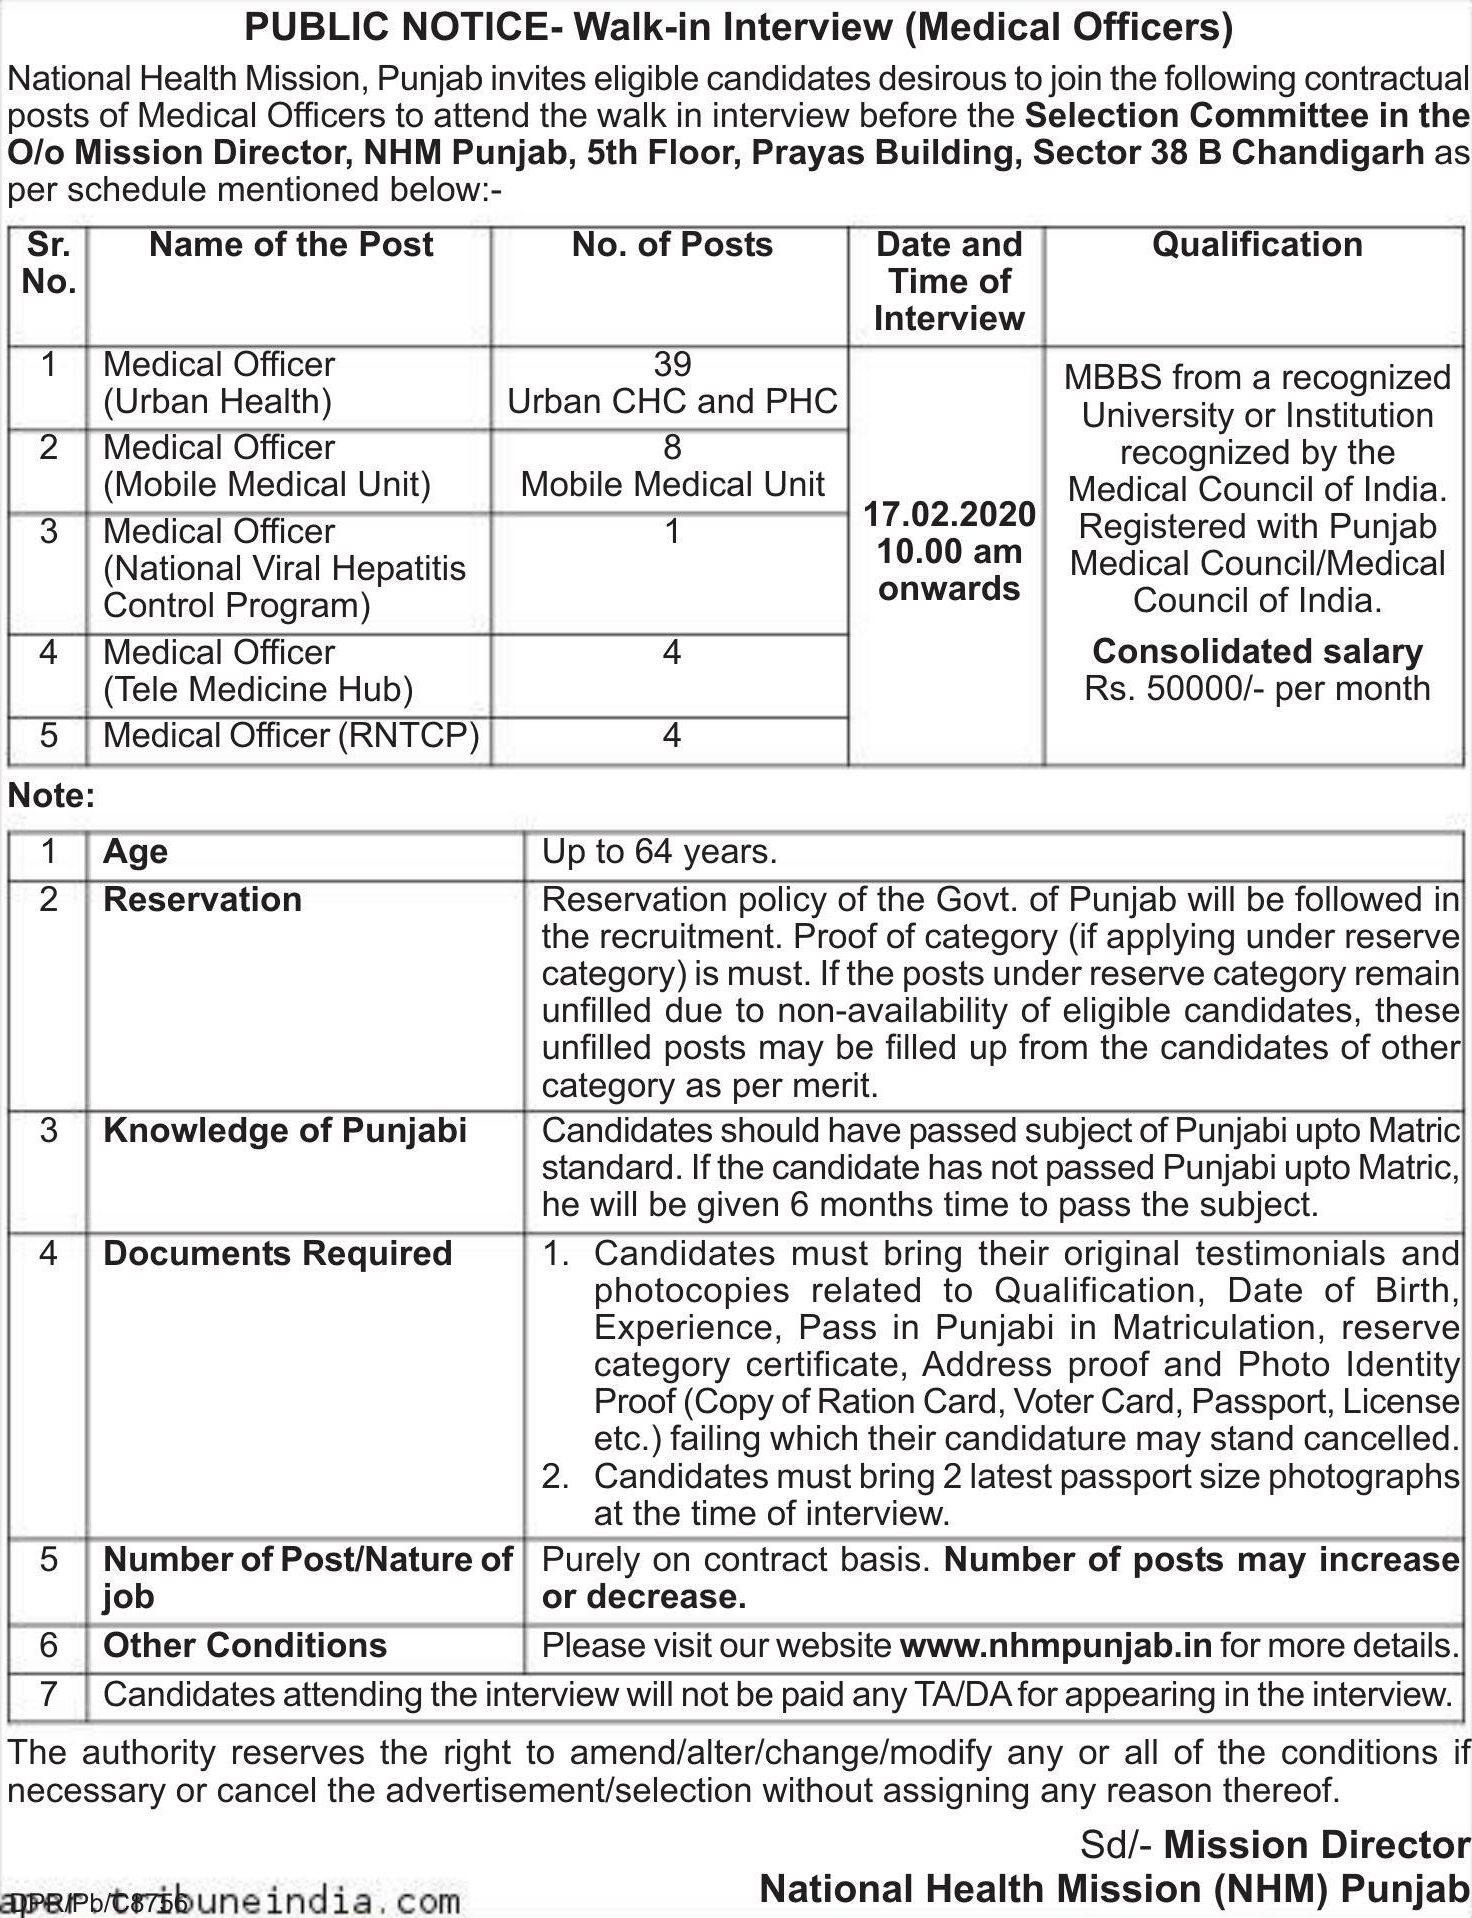 PUBLIC NOTICE- Walk-in Interview (Medical Officers)
National Health Mission, Punjab invites eligible candidates desirous to join the following contractual
posts of Medical Officers to attend the walk in interview before the Selection Committee in the
O/o Mission Director, NHM Punjab, 5th Floor, Prayas Building, Sector 38 B Chandigarh as
per schedule mentioned below:-
Sr. No. Name of the Post No. of Posts Date and Time of Interview Qualification
1 Medical Officer (Urban Health) 39 Urban CHC and PHC
2 Medical Officer (Mobile Medical Unit) 8 Mobile Medical Unit
3 Medical Officer (National Viral Hepatitis Control Program) 1
4 Medical Officer (Tele Medicine Hub) 4
5 Medical Officer (RNTCP) 4
17.02.2020
10.00 am
onwards
MBBS from a recognized
University or Institution
recognized by the
Medical Council of India.
Registered with Punjab
Medical Council/Medical
Council of India.
Consolidated salary
Rs. 50000/- per month
Note:
1 Age Up to 64 years.
2 Reservation Reservation policy of the Govt. of Punjab will be followed in
the recruitment. Proof of category (if applying under reserve
category) is must. If the posts under reserve category remain
unfilled due to non-availability of eligible candidates, these
unfilled posts may be filled up from the candidates of other
category as per merit.
3 Knowledge of Punjabi Candidates should have passed subject of Punjabi upto Matric
standard. If the candidate has not passed Punjabi upto Matric,
he will be given 6 months time to pass the subject.
4 Documents Required 1. Candidates must bring their original testimonials and
photocopies related to Qualification, Date of Birth,
Experience, Pass in Punjabi in Matriculation, reserve
category certificate, Address proof and Photo Identity
Proof (Copy of Ration Card, Voter Card, Passport, License
etc.) failing which their candidature may stand cancelled.
2. Candidates must bring 2 latest passport size photographs
at the time of interview.
5 Number of Post/Nature of job Purely on contract basis. Number of posts may increase
or decrease.
6 Other Conditions Please visit our website www.nhmpunjab.in for more details.
7 Candidates attending the interview will not be paid any TA/DA for appearing in the interview.
The authority reserves the right to amend/alter/change/modify any or all of the conditions if
necessary or cancel the advertisement/selection without assigning any reason thereof.
Sd/- Mission Director
National Health Mission (NHM) Punjab
DPR/Pb/C8756
tribuneindia.com